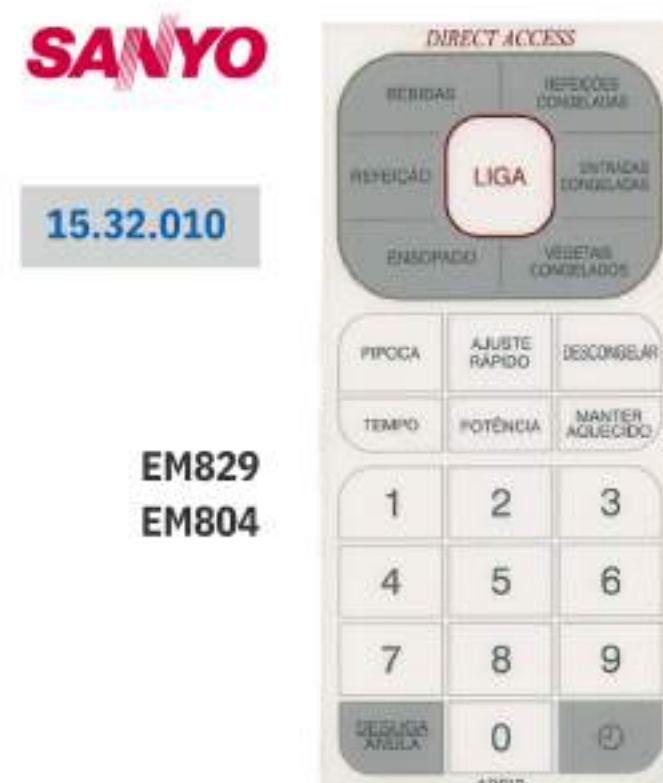 SANYO
15.32.010
EM829
EM804
DIRECT ACCESS
BEBIDAS
REFEIÇÕES
CONGELADAS
REFEIÇÃO
LIGA
ENTRADAS
CONGELADAS
ENSOPADO
VEGETAIS
CONGELADOS
PIPOCA
AJUSTE
RÁPIDO
DESCONGELAR
TEMPO
POTÊNCIA
MANTER
AQUECIDO
1
2
3
4
5
6
7
8
9
DESLIGA
ANULA
0
ABRIR